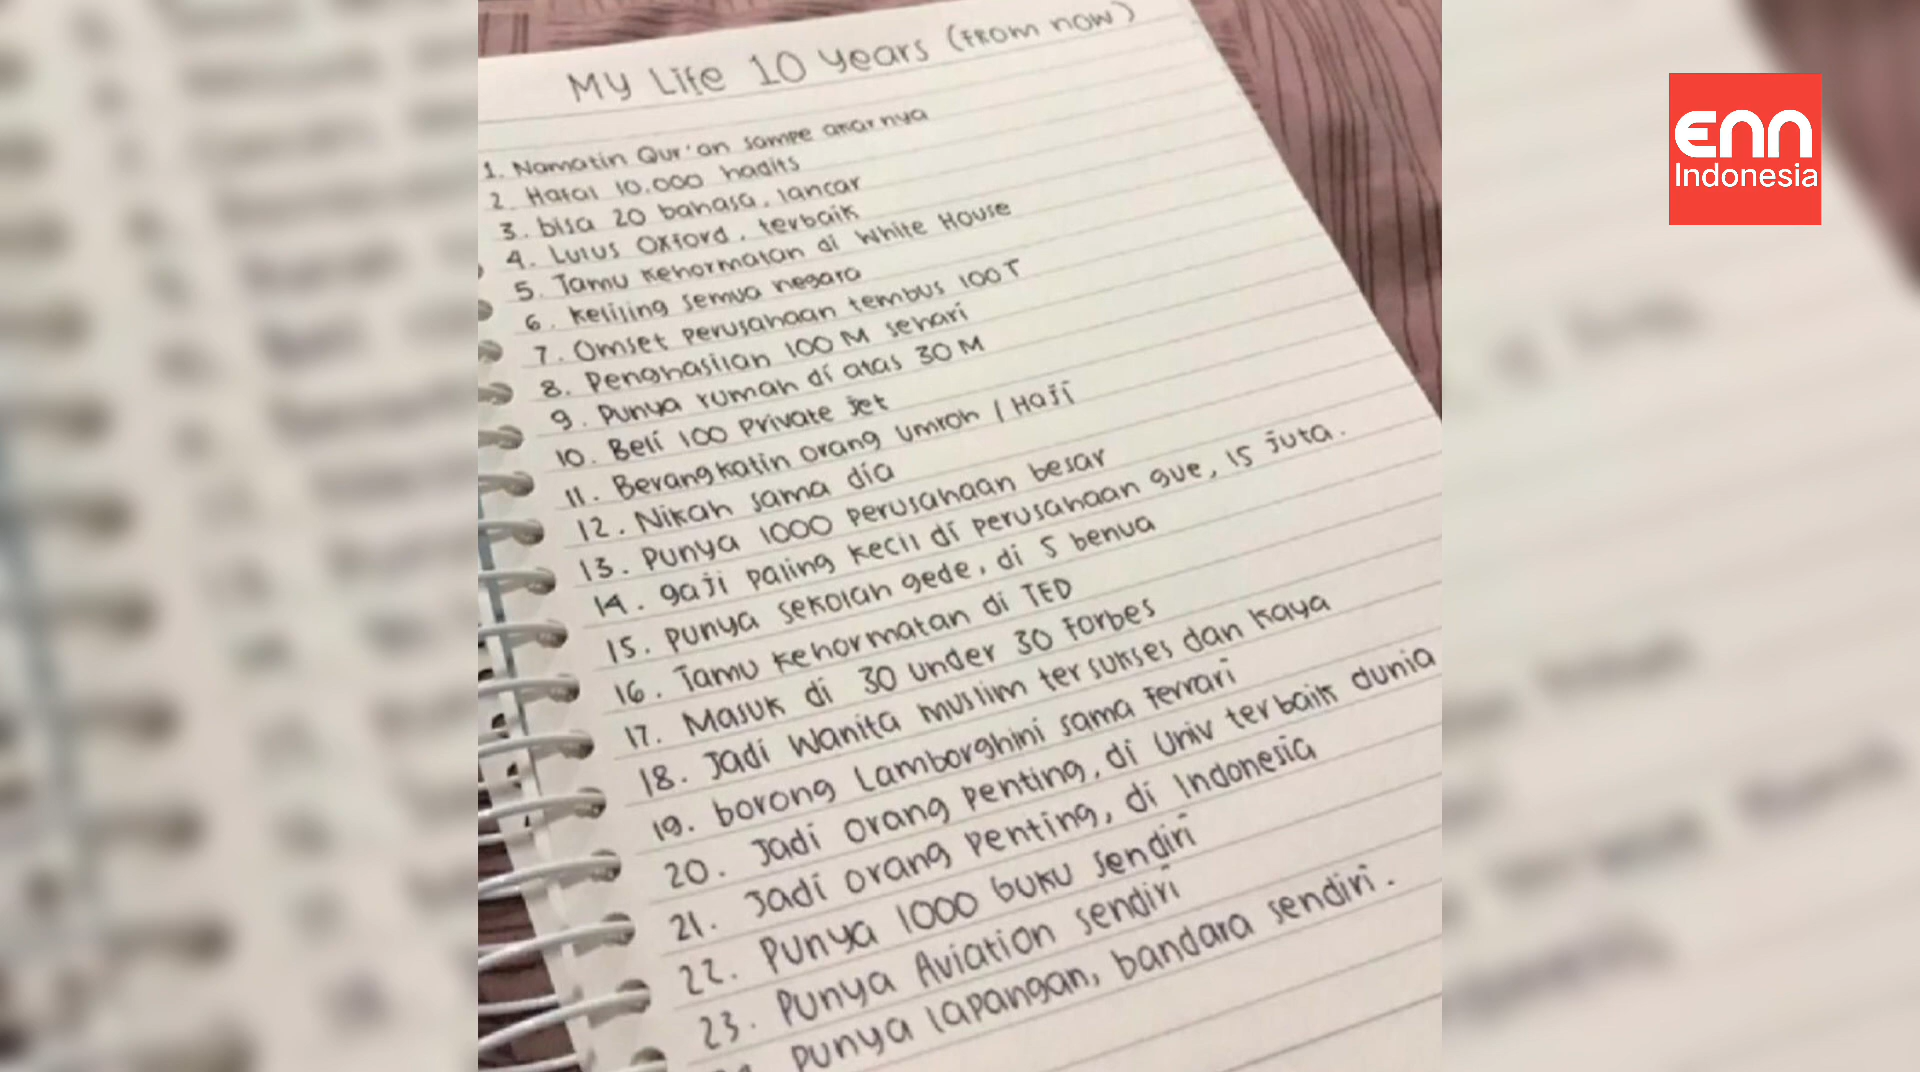 My Life 10 years (From now)
1. Namatin Qur'an sampe akarnya
2. Hafal 10.000 hadits
3. bisa 20 bahasa, lancar
4. Lulus Oxford, terbaik
5. Tamu kehormatan di White House
6. keliling semua negara
7. Omset perusahaan tembus 100 T
8. Penghasilan 100 M sehari
9. Punya rumah di atas 30 M
10. Beli 100 Private jet
11. Berangkatin orang umroh / Haji
12. Nikah sama dia
13. Punya 1000 perusahaan besar
14. gaji paling kecil di perusahaan gue, 15 juta.
15. Punya sekolah gede, di 5 benua
16. Tamu kehormatan di TED
17. Masuk di 30 under 30 Forbes
18. Jadi Wanita muslim tersukses dan kaya
19. borong Lamborghini sama Ferrari
20. Jadi orang penting, di Univ terbaik dunia
21. Jadi orang penting, di Indonesia
22. Punya 1000 buku sendiri
23. Punya Aviation sendiri
Punya lapangan, bandara sendiri.
enn
Indonesia